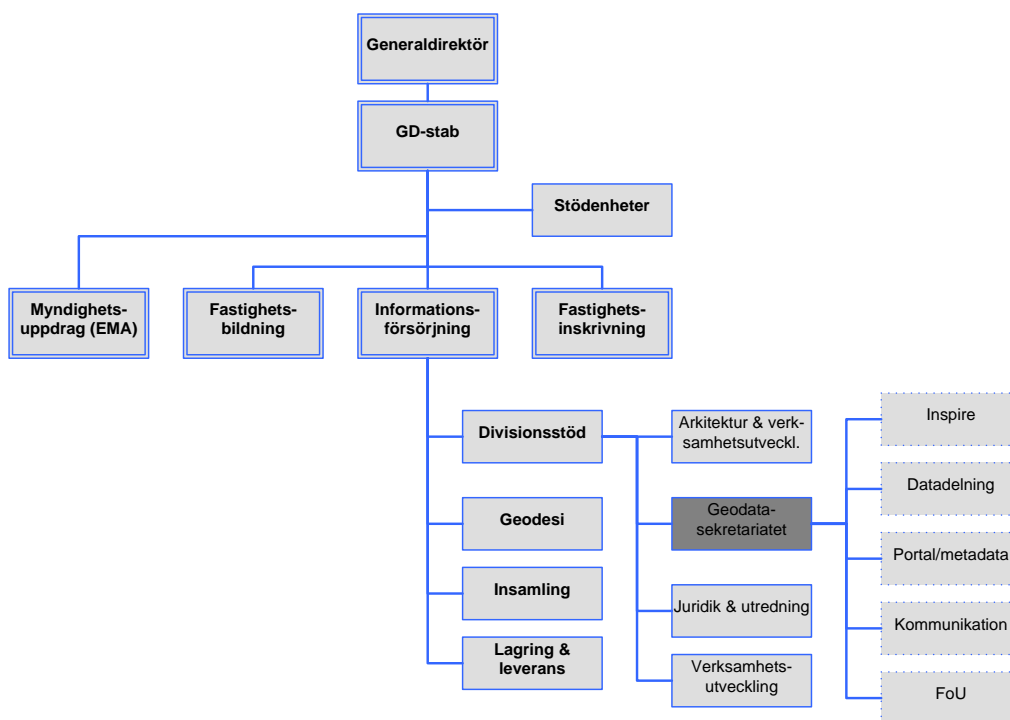 Generaldirektör
GD-stab
Stödenheter
Myndighets-
uppdrag (EMA)
Fastighets-
bildning
Informations-
försörjning
Fastighets-
inskrivning
Divisionsstöd
Geodesi
Insamling
Lagring &
leverans
Arkitektur & verk-
samhetsutveckl.
Geodata-
sekretariatet
Juridik & utredning
Verksamhets-
utveckling
Inspire
Datadelning
Portal/metadata
Kommunikation
FoU